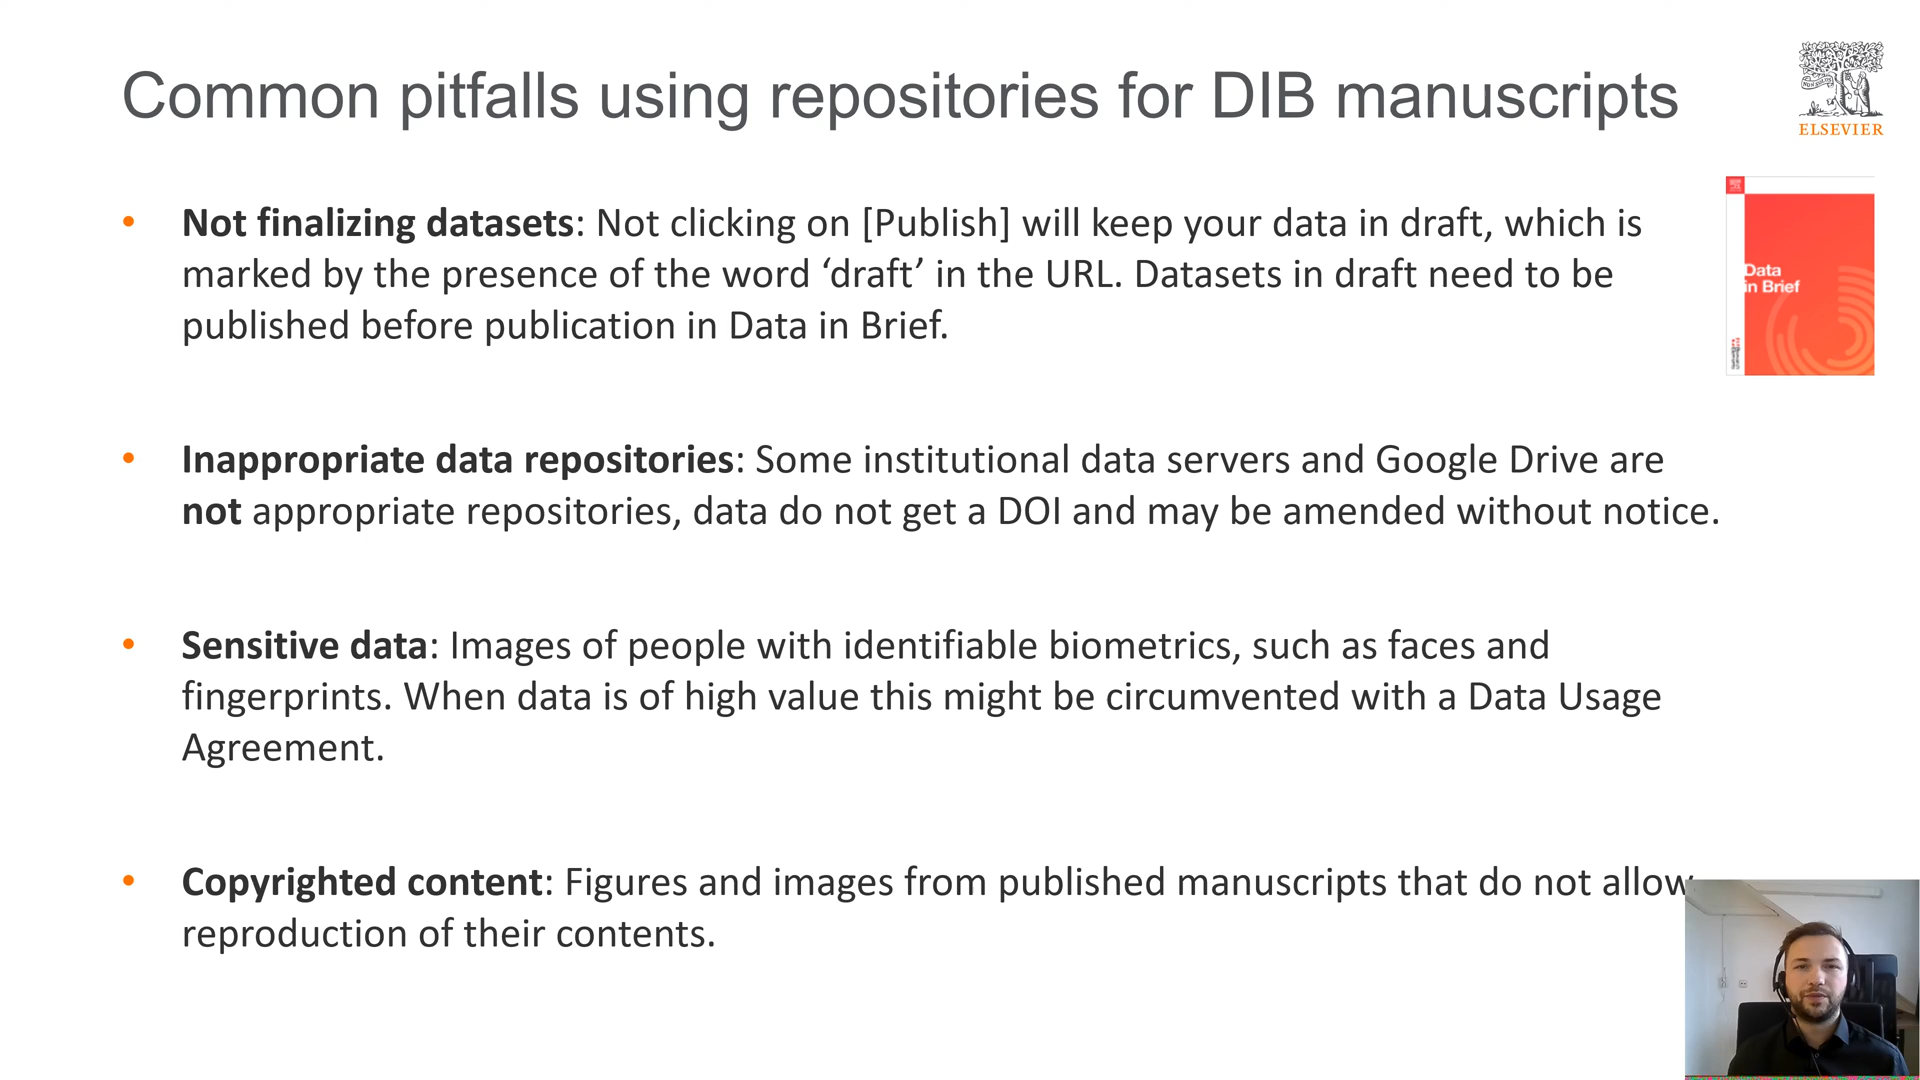 Common pitfalls using repositories for DIB manuscripts
ELSEVIER
• Not finalizing datasets: Not clicking on [Publish] will keep your data in draft, which is
marked by the presence of the word ‘draft’ in the URL. Datasets in draft need to be
published before publication in Data in Brief.
Data
in Brief
• Inappropriate data repositories: Some institutional data servers and Google Drive are
not appropriate repositories, data do not get a DOI and may be amended without notice.
• Sensitive data: Images of people with identifiable biometrics, such as faces and
fingerprints. When data is of high value this might be circumvented with a Data Usage
Agreement.
• Copyrighted content: Figures and images from published manuscripts that do not allow
reproduction of their contents.